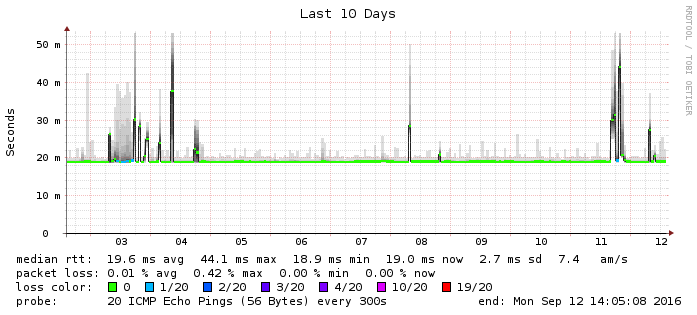 Last 10 Days
RRDTOOL / TOBI OETIKER
Seconds
50 m
40 m
30 m
20 m
10 m
0
03 04 05 06 07 08 09 10 11 12
median rtt: 19.6 ms avg 44.1 ms max 18.9 ms min 19.0 ms now 2.7 ms sd 7.4 am/s
packet loss: 0.01 % avg 0.42 % max 0.00 % min 0.00 % now
loss color: 0 1/20 2/20 3/20 4/20 10/20 19/20
probe: 20 ICMP Echo Pings (56 Bytes) every 300s end: Mon Sep 12 14:05:08 2016